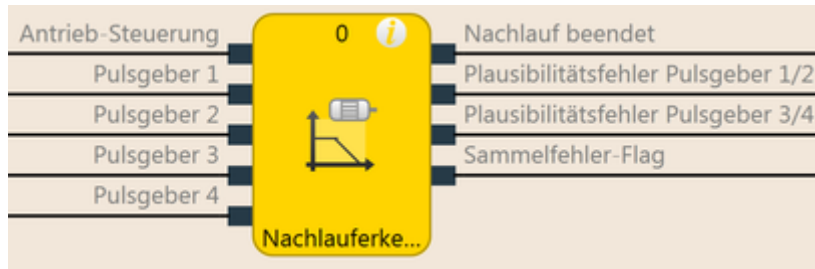 Antrieb-Steuerung
Pulsgeber 1
Pulsgeber 2
Pulsgeber 3
Pulsgeber 4
0
i
Nachlauferke...
Nachlauf beendet
Plausibilitätsfehler Pulsgeber 1/2
Plausibilitätsfehler Pulsgeber 3/4
Sammelfehler-Flag